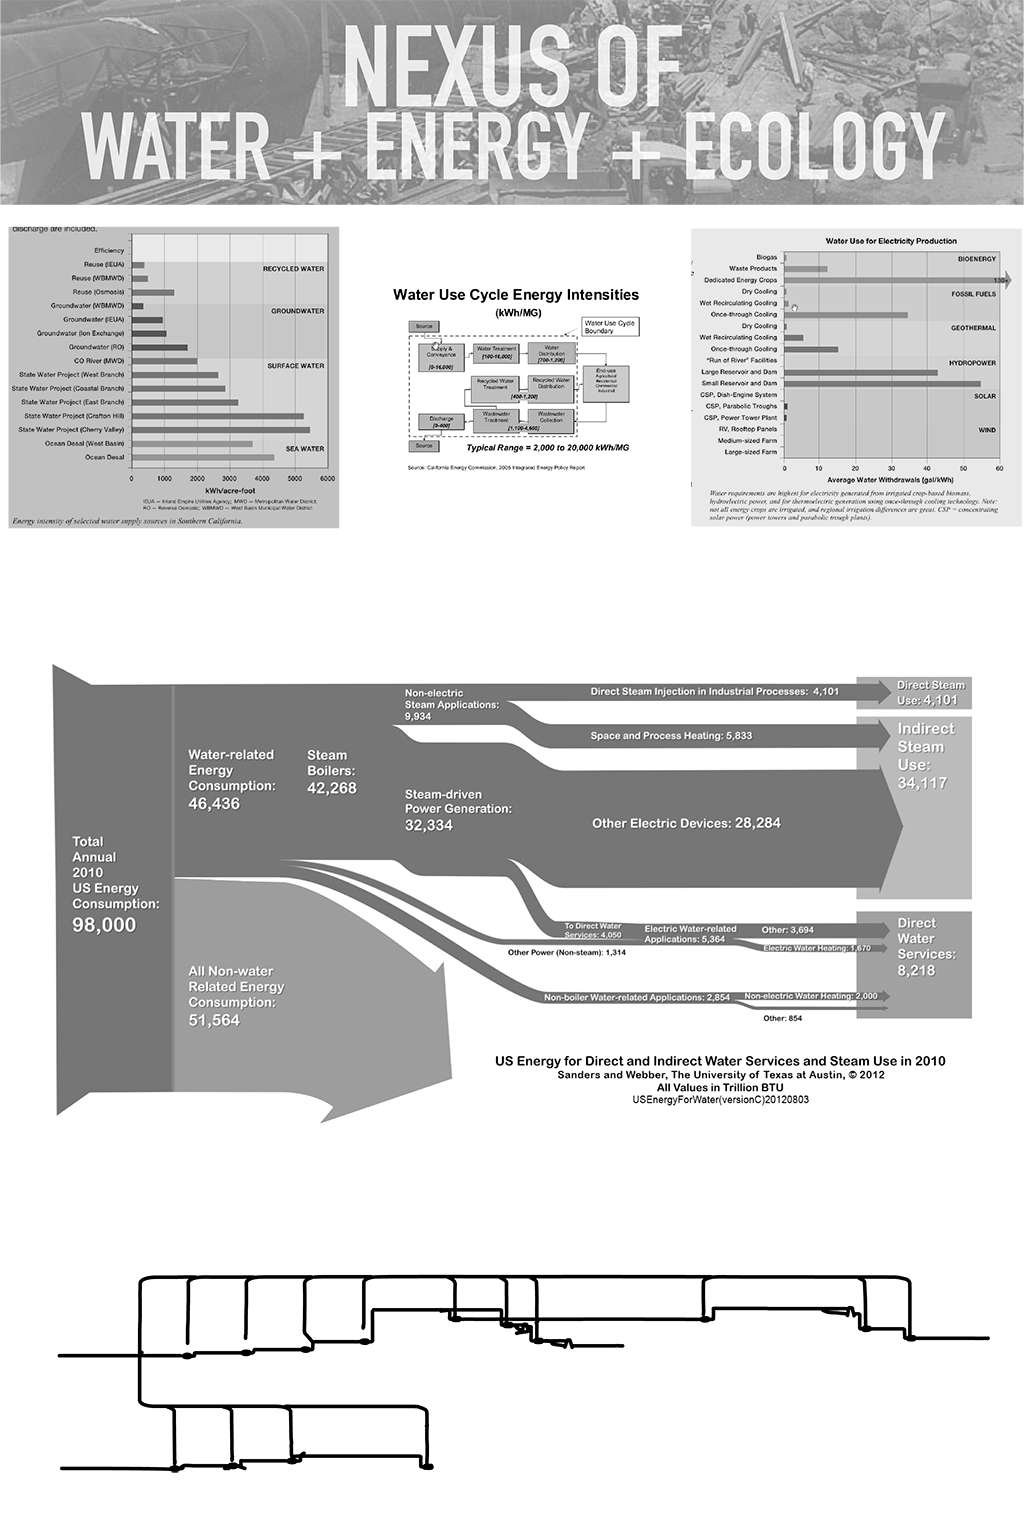 NEXUS OF
WATER + ENERGY + ECOLOGY
discharge are included.
Efficiency
Reuse (IEUA)
Reuse (WBMWD)
Reuse (Osmosis)
Groundwater (WBMWD)
Groundwater (IEUA)
Groundwater (Ion Exchange)
Groundwater (RO)
CO River (MWD)
State Water Project (West Branch)
State Water Project (Coastal Branch)
State Water Project (East Branch)
State Water Project (Crafton Hill)
State Water Project (Cherry Valley)
Ocean Desal (West Basin)
Ocean Desal
RECYCLED WATER
GROUNDWATER
SURFACE WATER
SEA WATER
0 1000 2000 3000 4000 5000 6000
kWh/acre-foot
IEUA — Inland Empire Utilities Agency; MWD — Metropolitan Water District;
RO — Reverse Osmosis; WBMWD — West Basin Municipal Water District
Energy intensity of selected water supply sources in Southern California.
Water Use Cycle Energy Intensities
(kWh/MG)
Source
Water Use Cycle
Boundary
Supply &
Conveyance
[0-16,000]
Water Treatment
[100-16,000]
Water
Distribution
[700-1,200]
End-use
Agricultural
Residential
Commercial
Industrial
Recycled Water
Treatment
Recycled Water
Distribution
[400-1,200]
Discharge
[0-400]
Wastewater
Treatment
Wastewater
Collection
[1,100-4,600]
Source
Typical Range = 2,000 to 20,000 kWh/MG
Source: California Energy Commission, 2005 Integrated Energy Policy Report
Water Use for Electricity Production
Biogas
Waste Products
Dedicated Energy Crops
Dry Cooling
Wet Recirculating Cooling
Once-through Cooling
Dry Cooling
Wet Recirculating Cooling
Once-through Cooling
"Run of River" Facilities
Large Reservoir and Dam
Small Reservoir and Dam
CSP, Dish-Engine System
CSP, Parabolic Troughs
CSP, Power Tower Plant
RV, Rooftop Panels
Medium-sized Farm
Large-sized Farm
BIOENERGY
FOSSIL FUELS
GEOTHERMAL
HYDROPOWER
SOLAR
WIND
0 10 20 30 40 50 60
Average Water Withdrawals (gal/kWh)
Water requirements are highest for electricity generated from irrigated crop-based biomass,
hydroelectric power, and for thermoelectric generation using once-through cooling technology. Note:
not all energy crops are irrigated, and regional irrigation differences are great. CSP = concentrating
solar power (power towers and parabolic trough plants).
Total
Annual
2010
US Energy
Consumption:
98,000
Water-related
Energy
Consumption:
46,436
Steam
Boilers:
42,268
All Non-water
Related Energy
Consumption:
51,564
Non-electric
Steam Applications:
9,934
Steam-driven
Power Generation:
32,334
Direct Steam Injection in Industrial Processes: 4,101
Space and Process Heating: 5,833
Other Electric Devices: 28,284
To Direct Water
Services: 4,050
Electric Water-related
Applications: 5,364
Other: 3,694
Electric Water Heating: 1,670
Other Power (Non-steam): 1,314
Non-boiler Water-related Applications: 2,854
Non-electric Water Heating: 2,000
Other: 854
Direct Steam
Use: 4,101
Indirect
Steam
Use:
34,117
Direct
Water
Services:
8,218
US Energy for Direct and Indirect Water Services and Steam Use in 2010
Sanders and Webber, The University of Texas at Austin, © 2012
All Values in Trillion BTU
USEnergyForWater(versionC)20120803